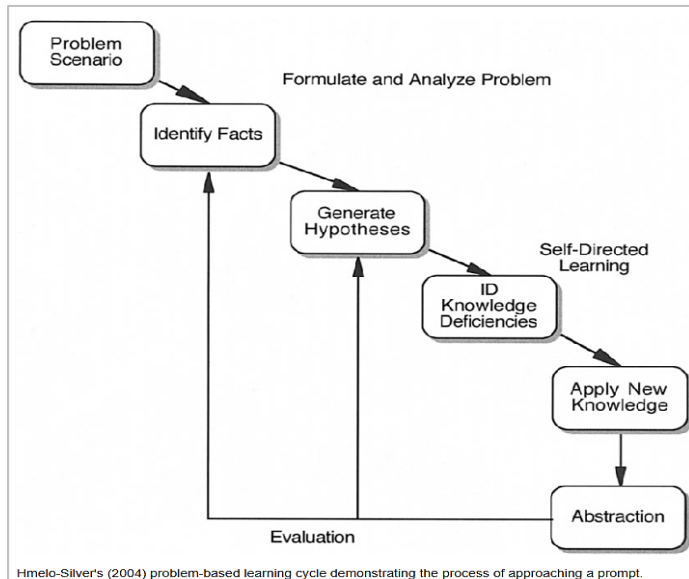 Problem
Scenario
Formulate and Analyze Problem
Identify Facts
Generate
Hypotheses
Self-Directed
Learning
ID
Knowledge
Deficiencies
Apply New
Knowledge
Abstraction
Evaluation
Hmelo-Silver's (2004) problem-based learning cycle demonstrating the process of approaching a prompt.